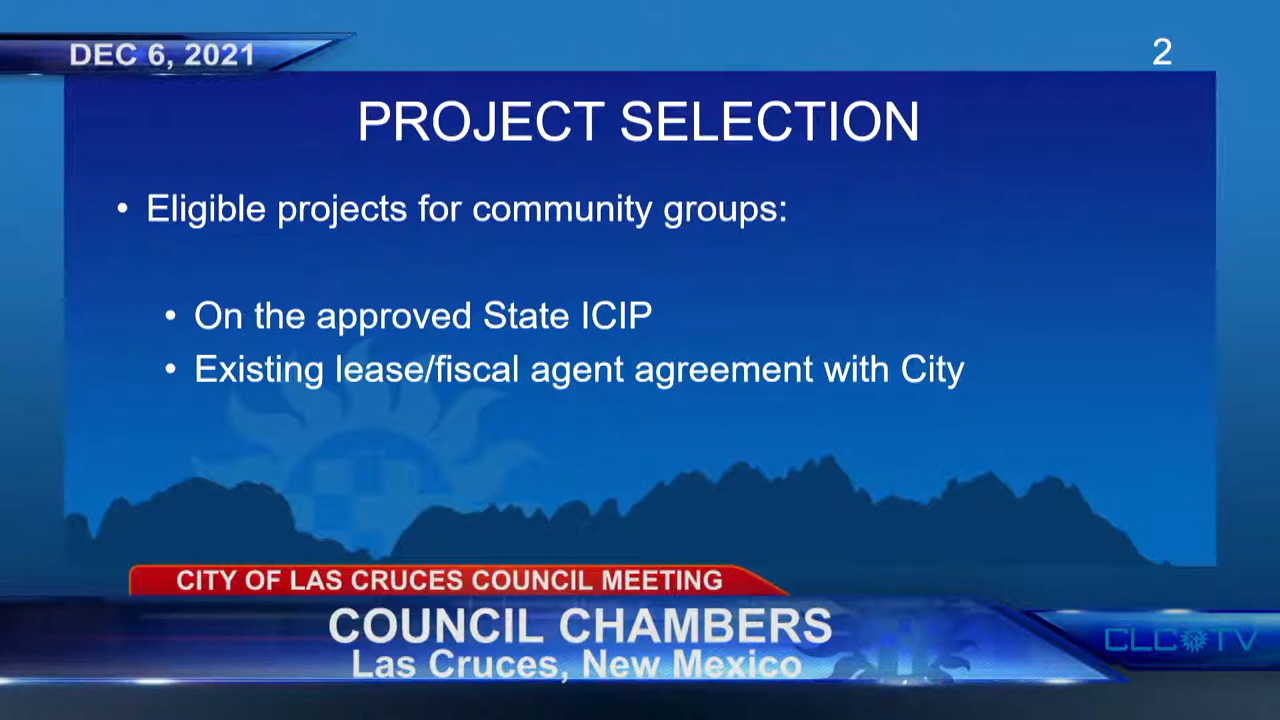 DEC 6, 2021
2
PROJECT SELECTION
• Eligible projects for community groups:
• On the approved State ICIP
• Existing lease/fiscal agent agreement with City
CITY OF LAS CRUCES COUNCIL MEETING
COUNCIL CHAMBERS
Las Cruces, New Mexico
CLC TV